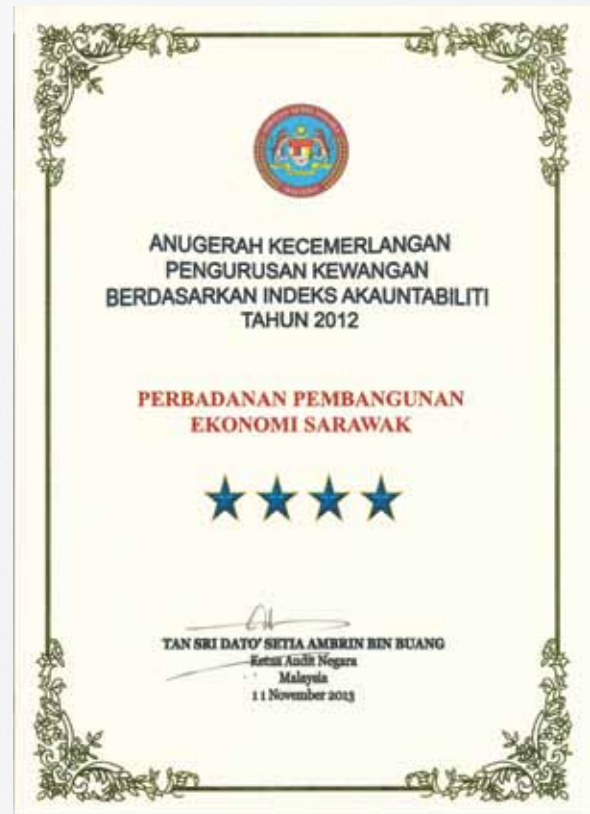 ANUGERAH KECEMERLANGAN
PENGURUSAN KEWANGAN
BERDASARKAN INDEKS AKAUNTABILITI
TAHUN 2012
PERBADANAN PEMBANGUNAN
EKONOMI SARAWAK
TAN SRI DATO' SETIA AMBRIN BIN BUANG
Ketua Audit Negara
Malaysia
11 November 2013